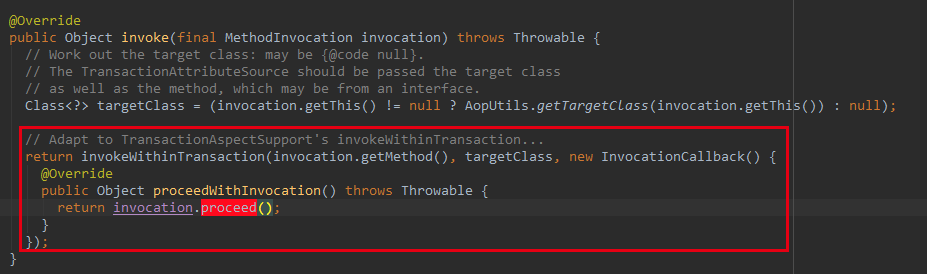 @Override
public Object invoke(final MethodInvocation invocation) throws Throwable {
// Work out the target class: may be {@code null}.
// The TransactionAttributeSource should be passed the target class
// as well as the method, which may be from an interface.
Class<?> targetClass = (invocation.getThis() != null ? AopUtils.getTargetClass(invocation.getThis()) : null);
// Adapt to TransactionAspectSupport's invokeWithinTransaction...
return invokeWithinTransaction(invocation.getMethod(), targetClass, new InvocationCallback() {
@Override
public Object proceedWithInvocation() throws Throwable {
return invocation.proceed();
}
});
}